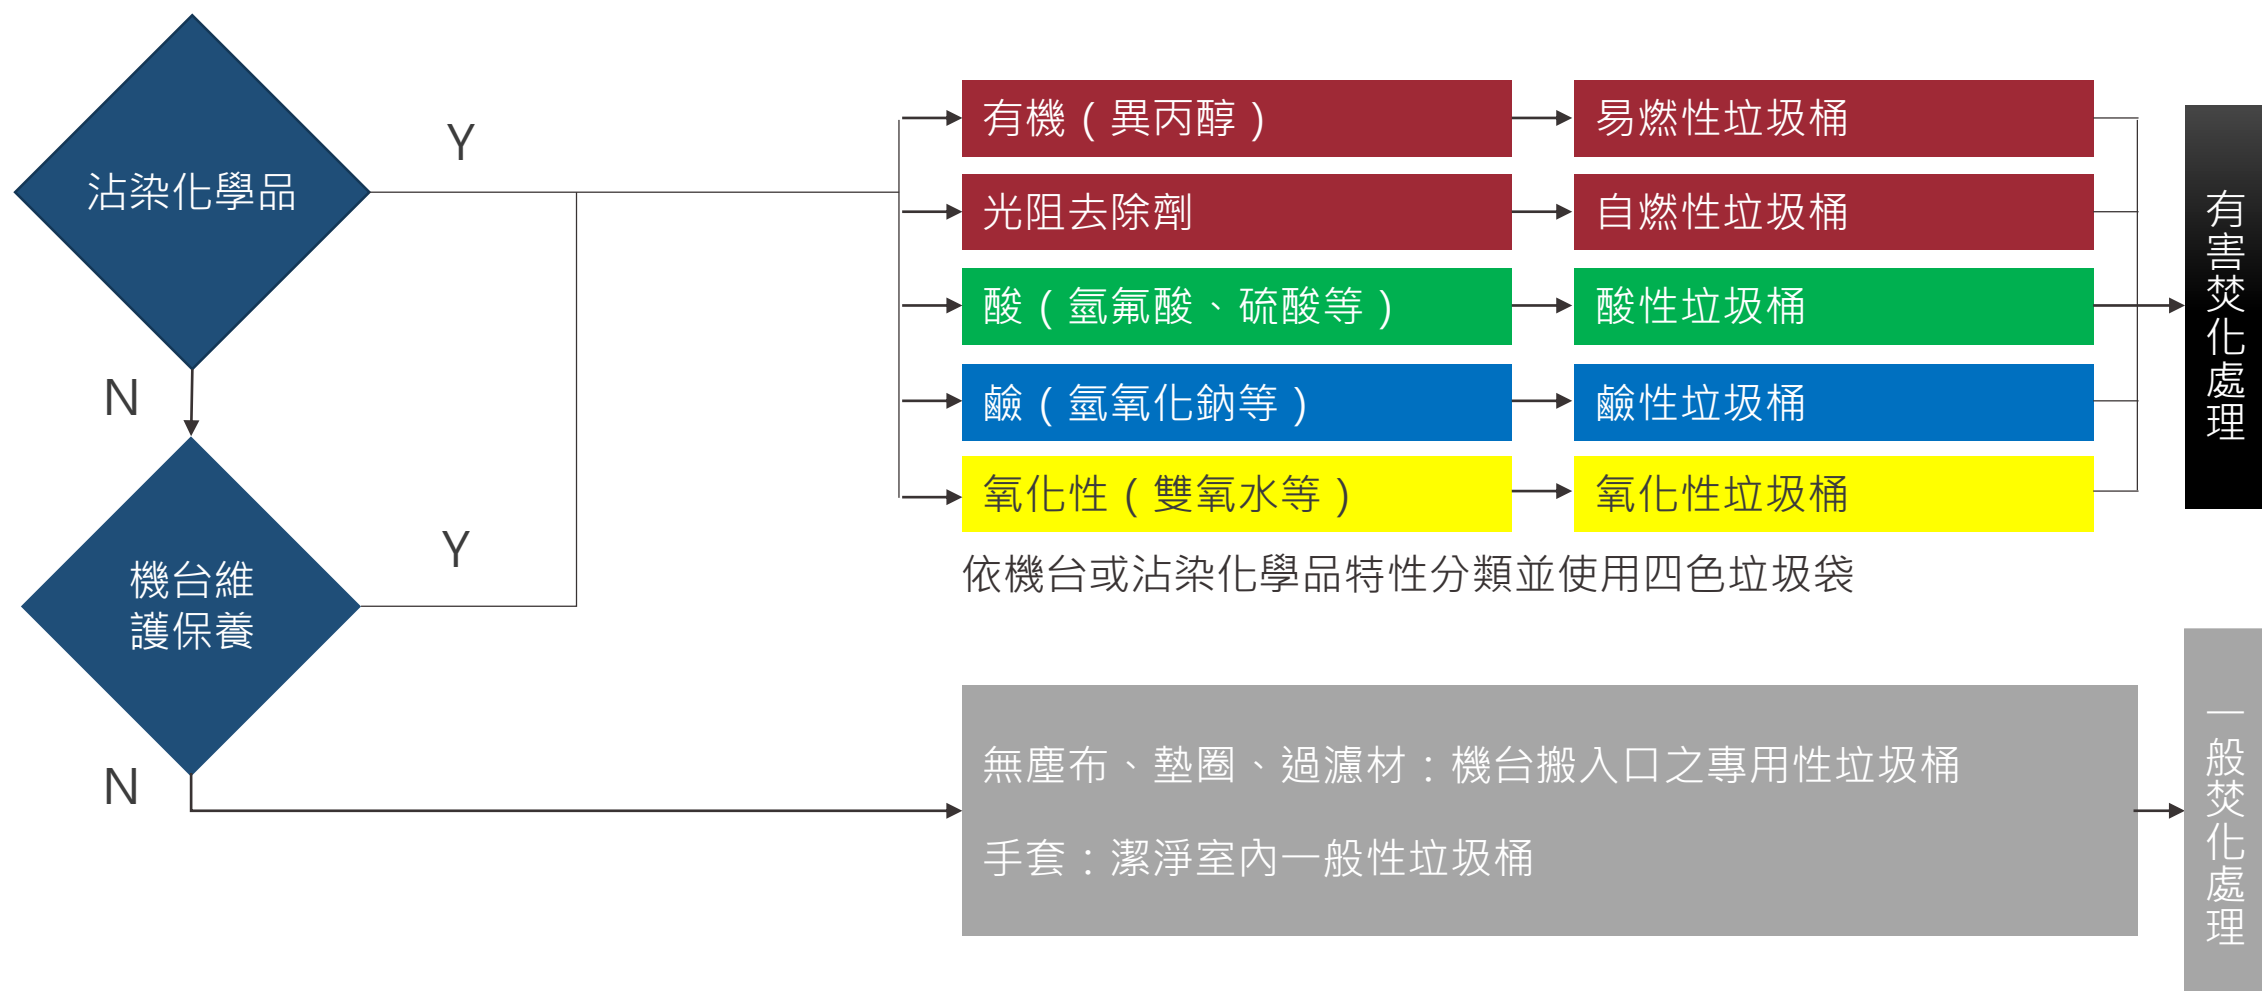 沾染化學品
Y
N
機台維
護保養
Y
N
有機（異丙醇）
易燃性垃圾桶
光阻去除劑
自燃性垃圾桶
酸（氫氟酸、硫酸等）
酸性垃圾桶
鹼（氫氧化鈉等）
鹼性垃圾桶
氧化性（雙氧水等）
氧化性垃圾桶
依機台或沾染化學品特性分類並使用四色垃圾袋
有害焚化處理
無塵布、墊圈、過濾材：機台搬入口之專用性垃圾桶
手套：潔淨室內一般性垃圾桶
一般焚化處理